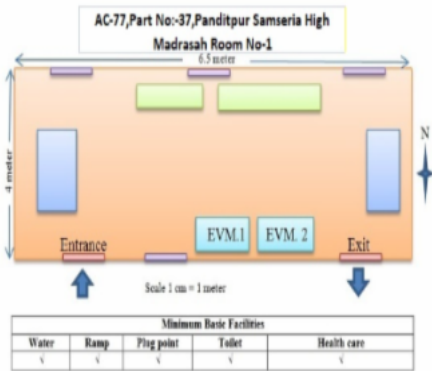 AC-77,Part No:-37,Panditpur Samseria High
Madrasah Room No-1
6.5 meter
4 meter
N
EVM.1 EVM. 2
Entrance Exit
Scale 1 cm = 1 meter
Minimum Basic Facilities
Water Ramp Plug point Toilet Health care
√ √ √ √ √